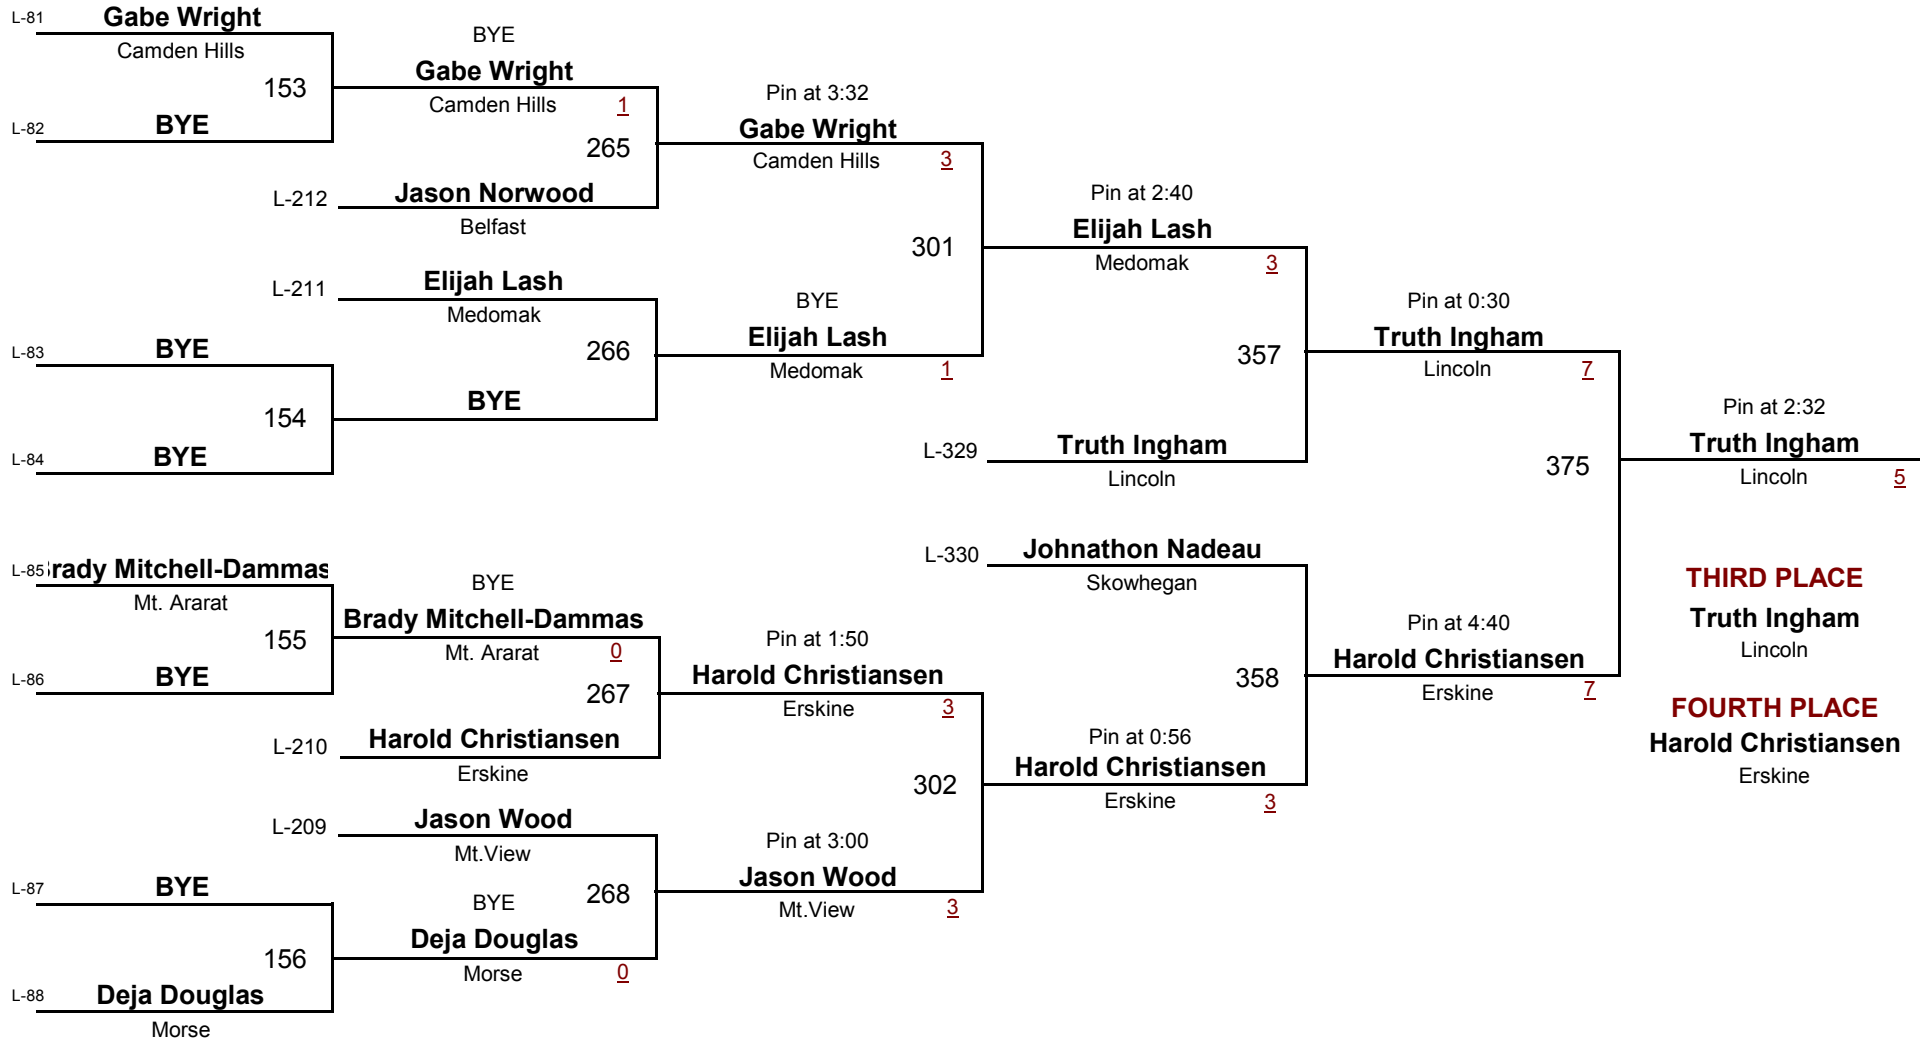 L-81 Gabe Wright
Camden Hills
153
L-82 BYE
BYE
Gabe Wright
Camden Hills 1
265
L-212 Jason Norwood
Belfast
Pin at 3:32
Gabe Wright
Camden Hills 3
301
L-211 Elijah Lash
Medomak
266
L-83 BYE
154
BYE
L-84 BYE
BYE
Elijah Lash
Medomak 1
Pin at 2:40
Elijah Lash
Medomak 3
357
L-329 Truth Ingham
Lincoln
Pin at 0:30
Truth Ingham
Lincoln 7
375
Pin at 2:32
Truth Ingham
Lincoln 5
L-85 rady Mitchell-Dammas
Mt. Ararat
155
L-86 BYE
BYE
Brady Mitchell-Dammas
Mt. Ararat 0
267
L-210 Harold Christiansen
Erskine
Pin at 1:50
Harold Christiansen
Erskine 3
302
L-209 Jason Wood
Mt.View
268
L-87 BYE
156
L-88 Deja Douglas
Morse
BYE
Deja Douglas
Morse 0
Pin at 3:00
Jason Wood
Mt.View 3
L-330 Johnathon Nadeau
Skowhegan
358
Pin at 0:56
Harold Christiansen
Erskine 3
Pin at 4:40
Harold Christiansen
Erskine 7
THIRD PLACE
Truth Ingham
Lincoln
FOURTH PLACE
Harold Christiansen
Erskine